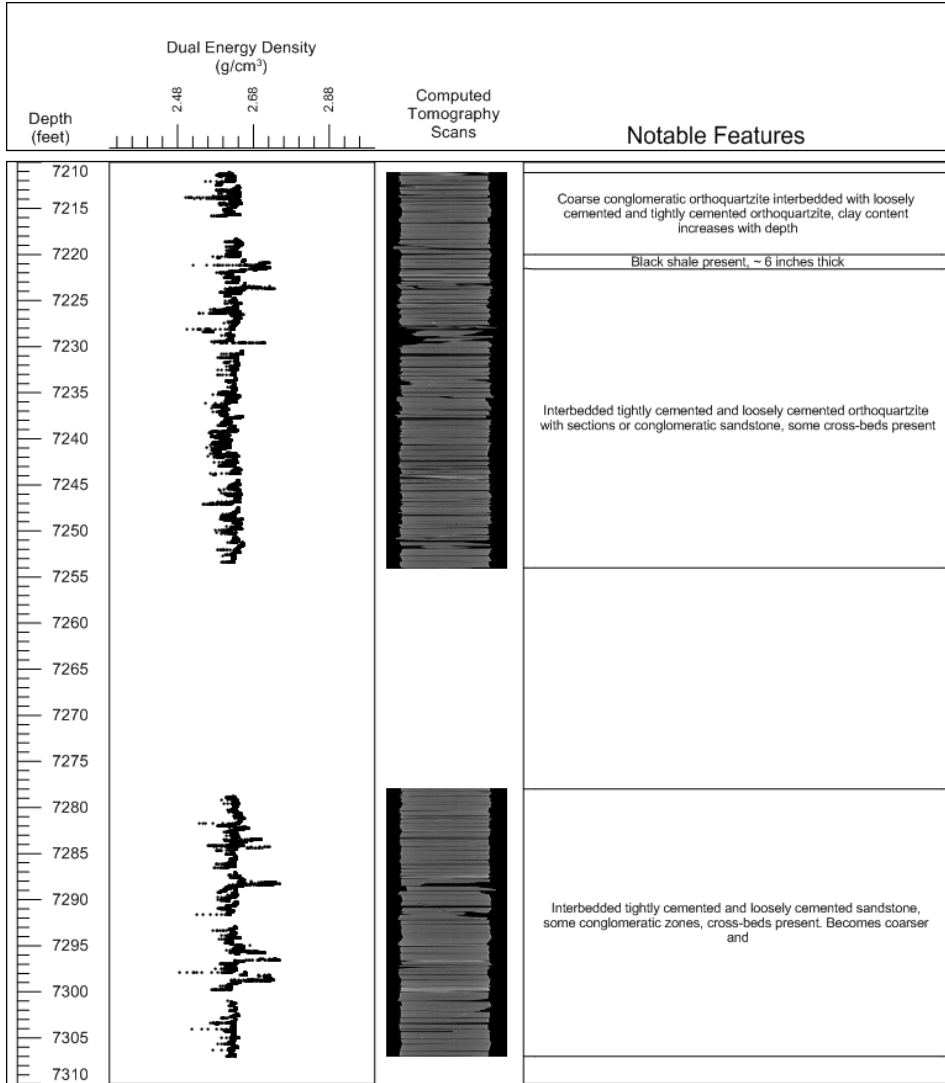 Dual Energy Density
(g/cm³)
2.48
2.68
2.88
Depth
(feet)
Computed
Tomography
Scans
Notable Features
7210
7215
7220
7225
7230
7235
7240
7245
7250
7255
7260
7265
7270
7275
7280
7285
7290
7295
7300
7305
7310
Coarse conglomeratic orthoquartzite interbedded with loosely
cemented and tightly cemented orthoquartzite, clay content
increases with depth
Black shale present, ~ 6 inches thick
Interbedded tightly cemented and loosely cemented orthoquartzite
with sections or conglomeratic sandstone, some cross-beds present
Interbedded tightly cemented and loosely cemented sandstone,
some conglomeratic zones, cross-beds present. Becomes coarser
and